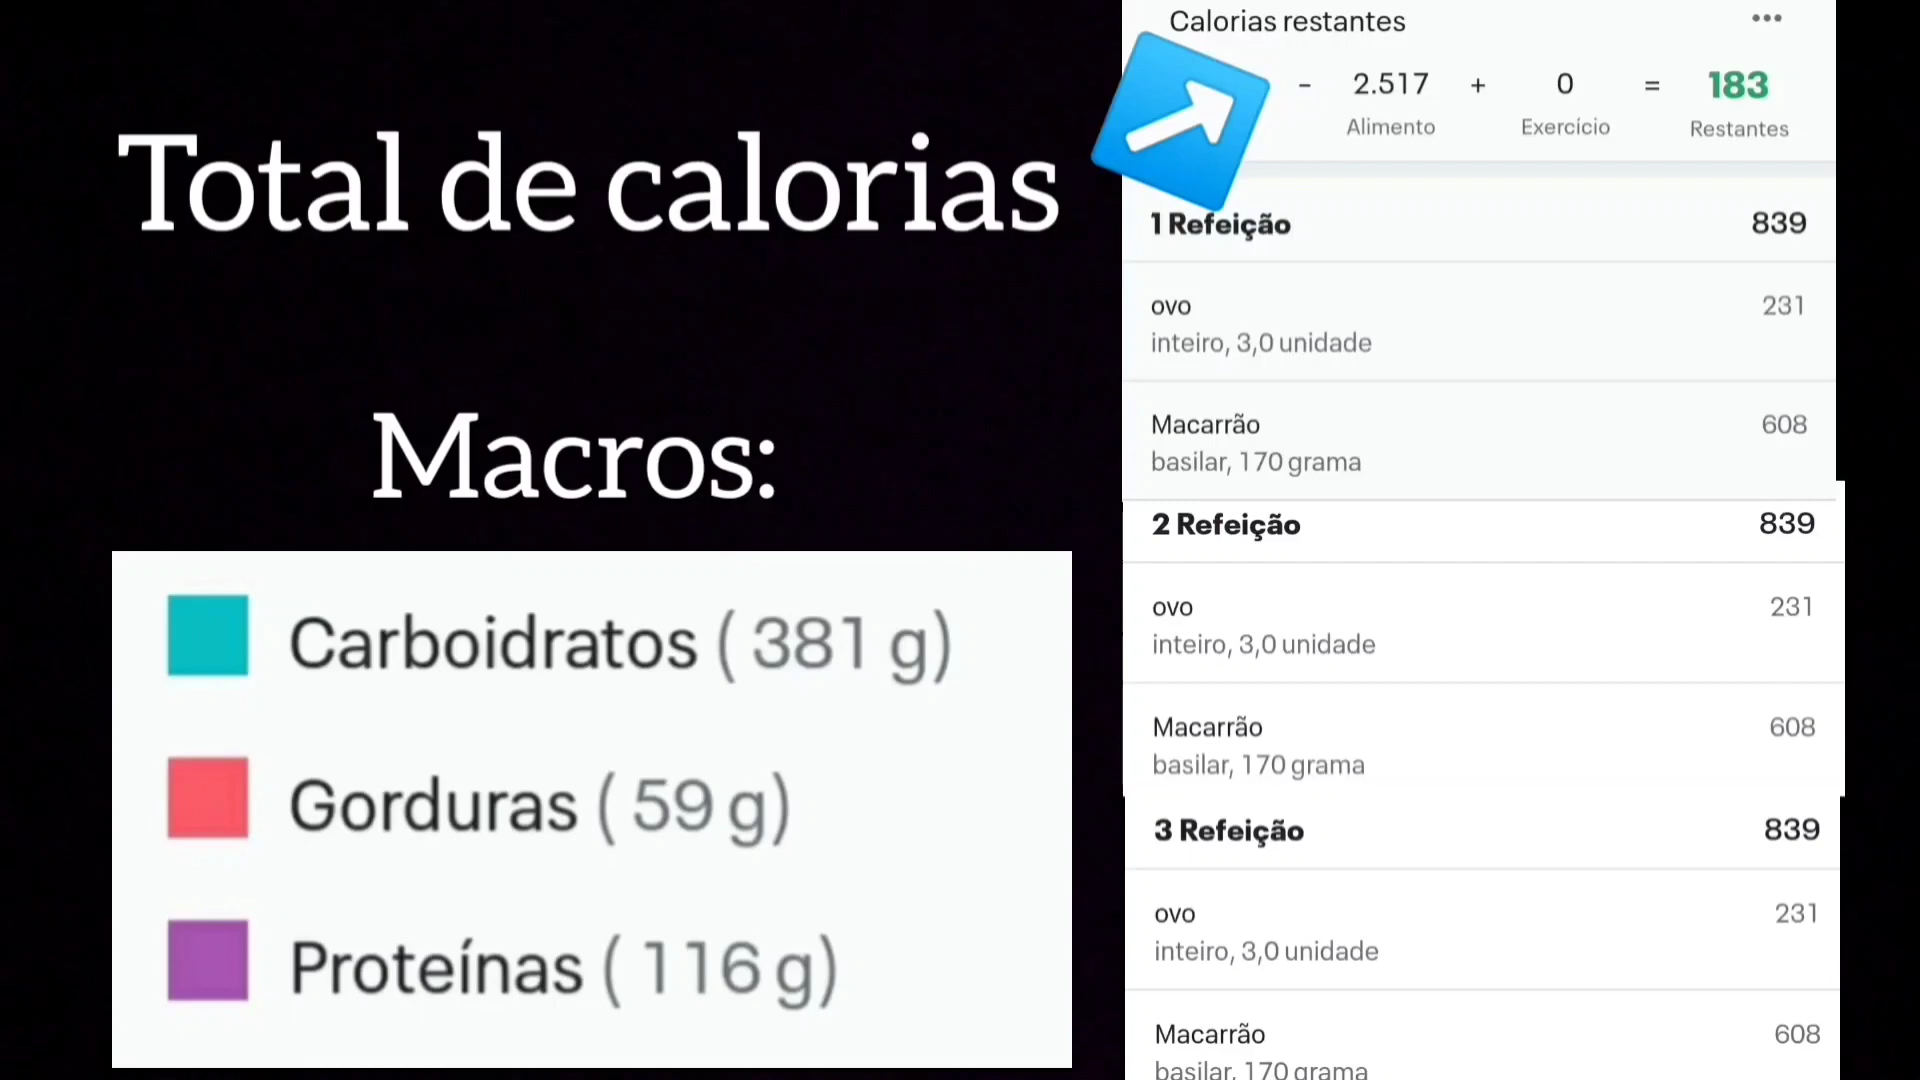 Total de calorias
Macros:
Carboidratos ( 381 g)
Gorduras ( 59 g)
Proteínas ( 116 g)
Calorias restantes
- 2.517 + 0 = 183
Alimento Exercício Restantes
1 Refeição 839
ovo 231
inteiro, 3,0 unidade
Macarrão 608
basilar, 170 grama
2 Refeição 839
ovo 231
inteiro, 3,0 unidade
Macarrão 608
basilar, 170 grama
3 Refeição 839
ovo 231
inteiro, 3,0 unidade
Macarrão 608
basilar, 170 grama